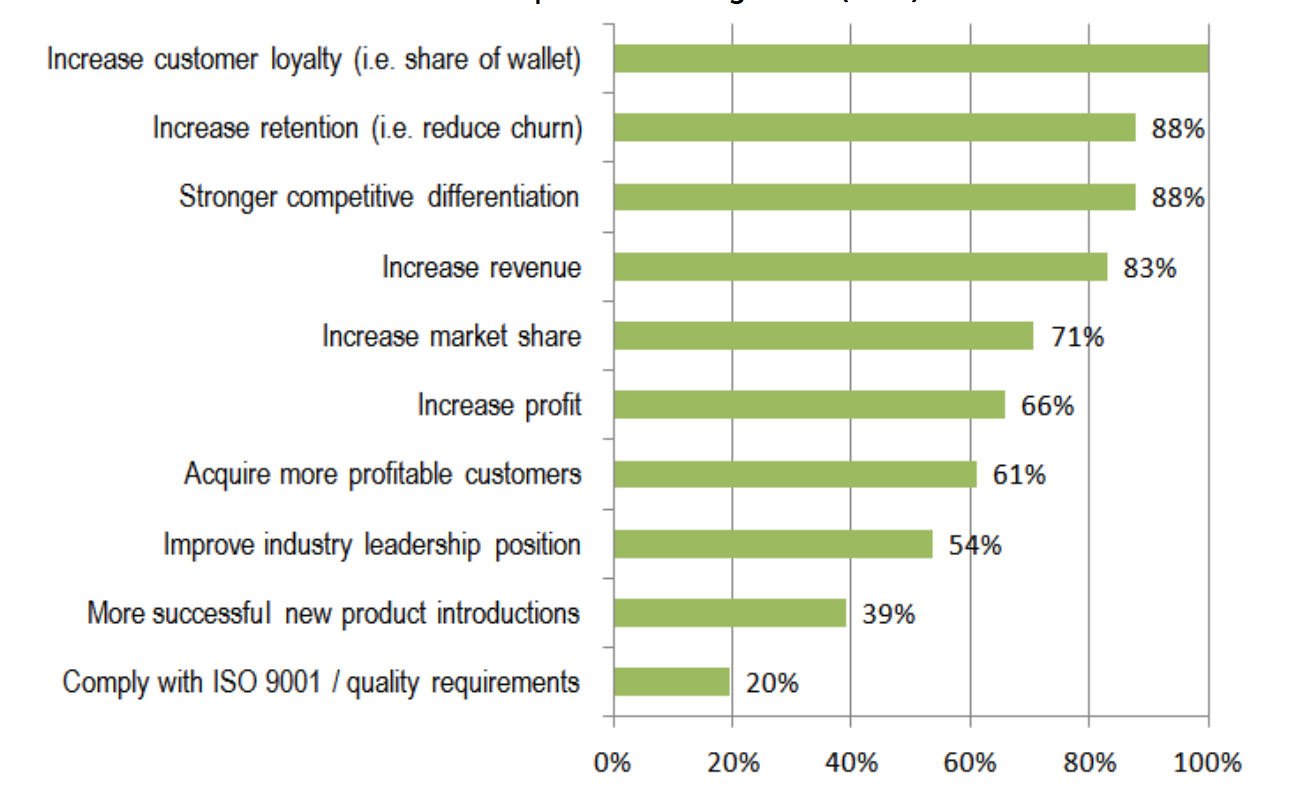 Increase customer loyalty (i.e. share of wallet)
Increase retention (i.e. reduce churn) 88%
Stronger competitive differentiation 88%
Increase revenue 83%
Increase market share 71%
Increase profit 66%
Acquire more profitable customers 61%
Improve industry leadership position 54%
More successful new product introductions 39%
Comply with ISO 9001 / quality requirements 20%
0% 20% 40% 60% 80% 100%